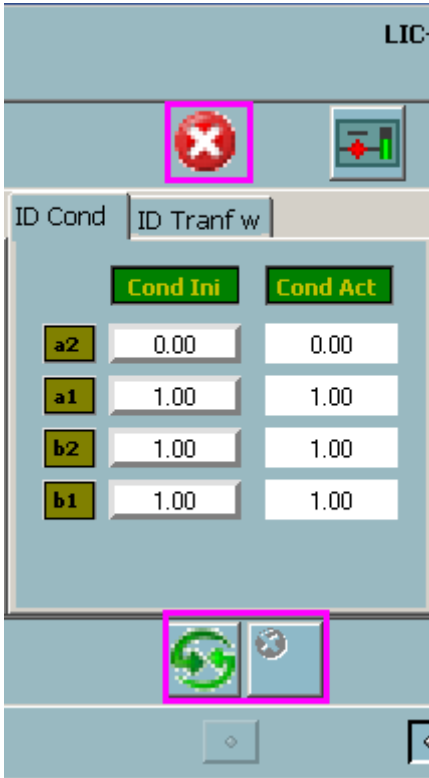 LIC-
ID Cond ID Tranf w
Cond Ini Cond Act
a2 0.00 0.00
a1 1.00 1.00
b2 1.00 1.00
b1 1.00 1.00